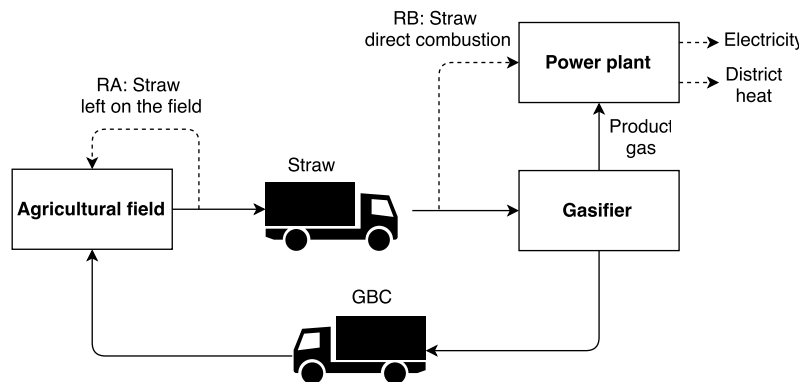 RB: Straw
direct combustion
Power plant
Electricity
District
heat
RA: Straw
left on the field
Product
gas
Straw
Agricultural field
Gasifier
GBC